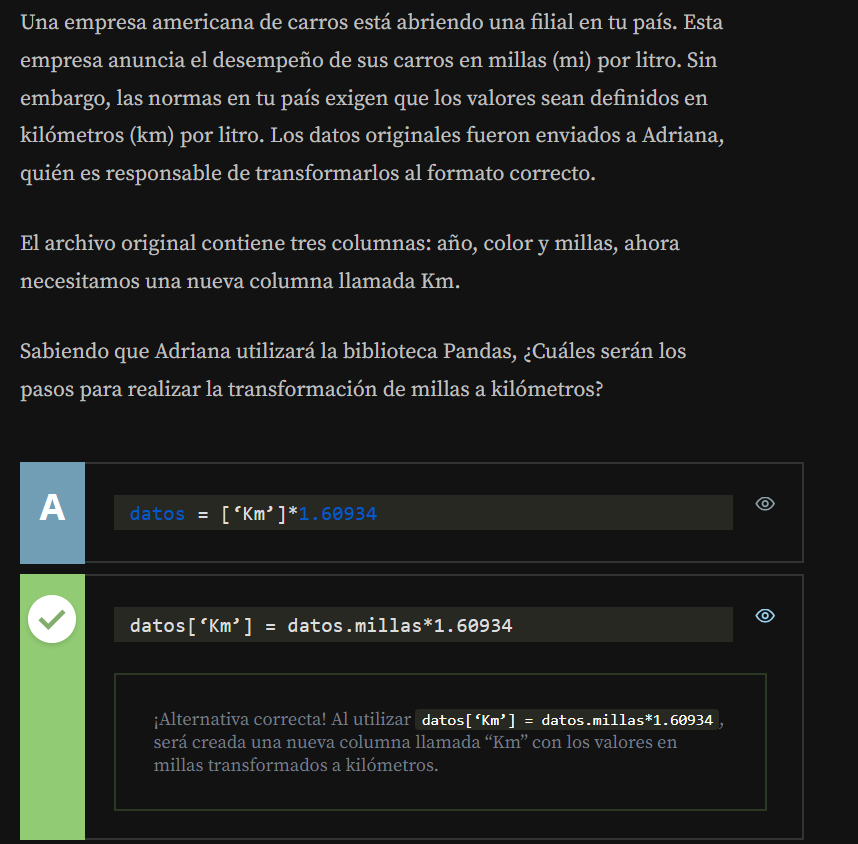 Una empresa americana de carros está abriendo una filial en tu país. Esta
empresa anuncia el desempeño de sus carros en millas (mi) por litro. Sin
embargo, las normas en tu país exigen que los valores sean definidos en
kilómetros (km) por litro. Los datos originales fueron enviados a Adriana,
quién es responsable de transformarlos al formato correcto.
El archivo original contiene tres columnas: año, color y millas, ahora
necesitamos una nueva columna llamada Km.
Sabiendo que Adriana utilizará la biblioteca Pandas, ¿Cuáles serán los
pasos para realizar la transformación de millas a kilómetros?
A
datos = [‘Km’]*1.60934
datos[‘Km’] = datos.millas*1.60934
¡Alternativa correcta! Al utilizar datos[‘Km’] = datos.millas*1.60934,
será creada una nueva columna llamada “Km” con los valores en
millas transformados a kilómetros.